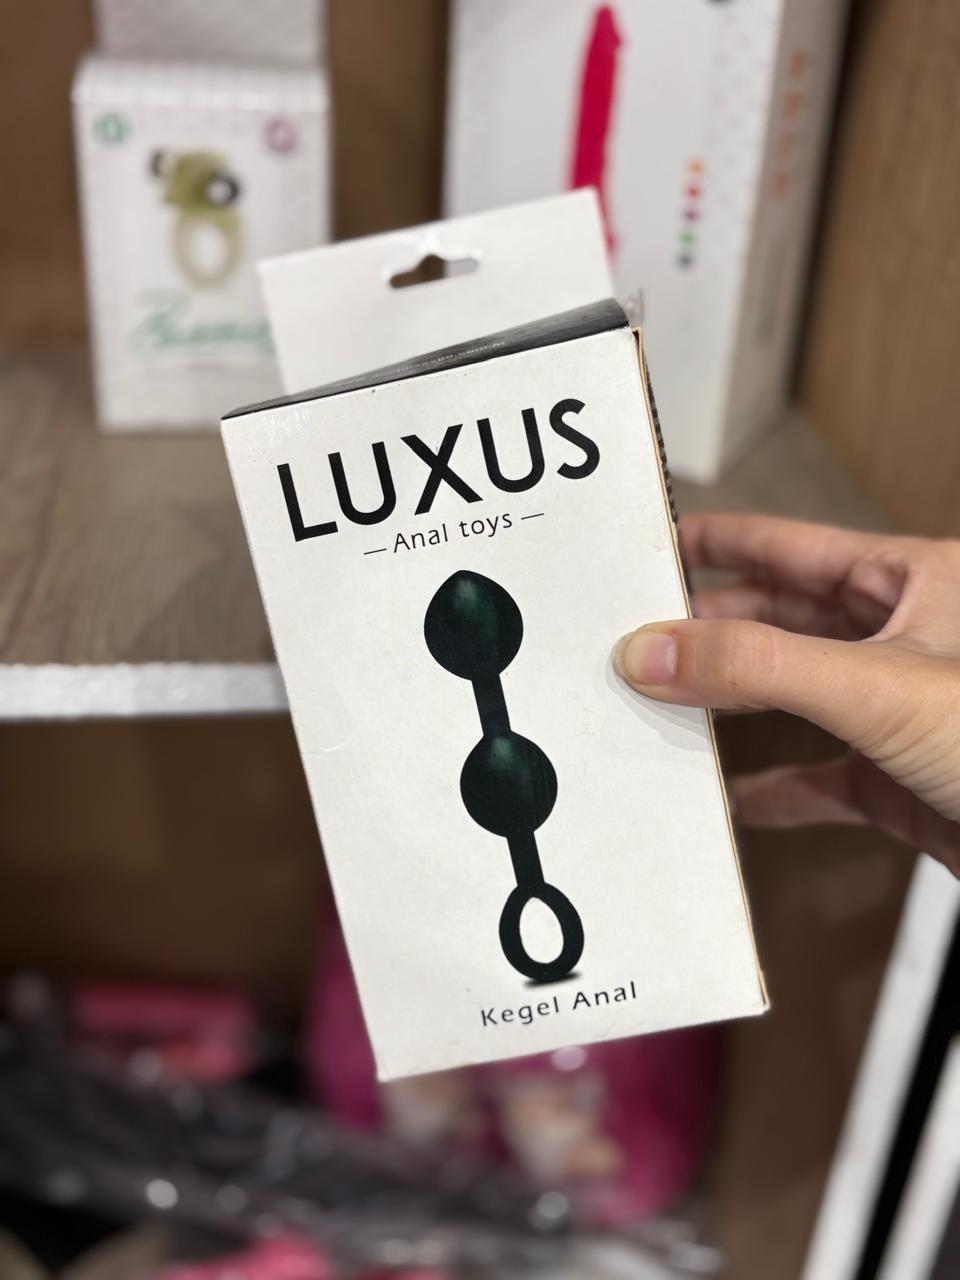 LUXUS
— Anal toys —
Kegel Anal